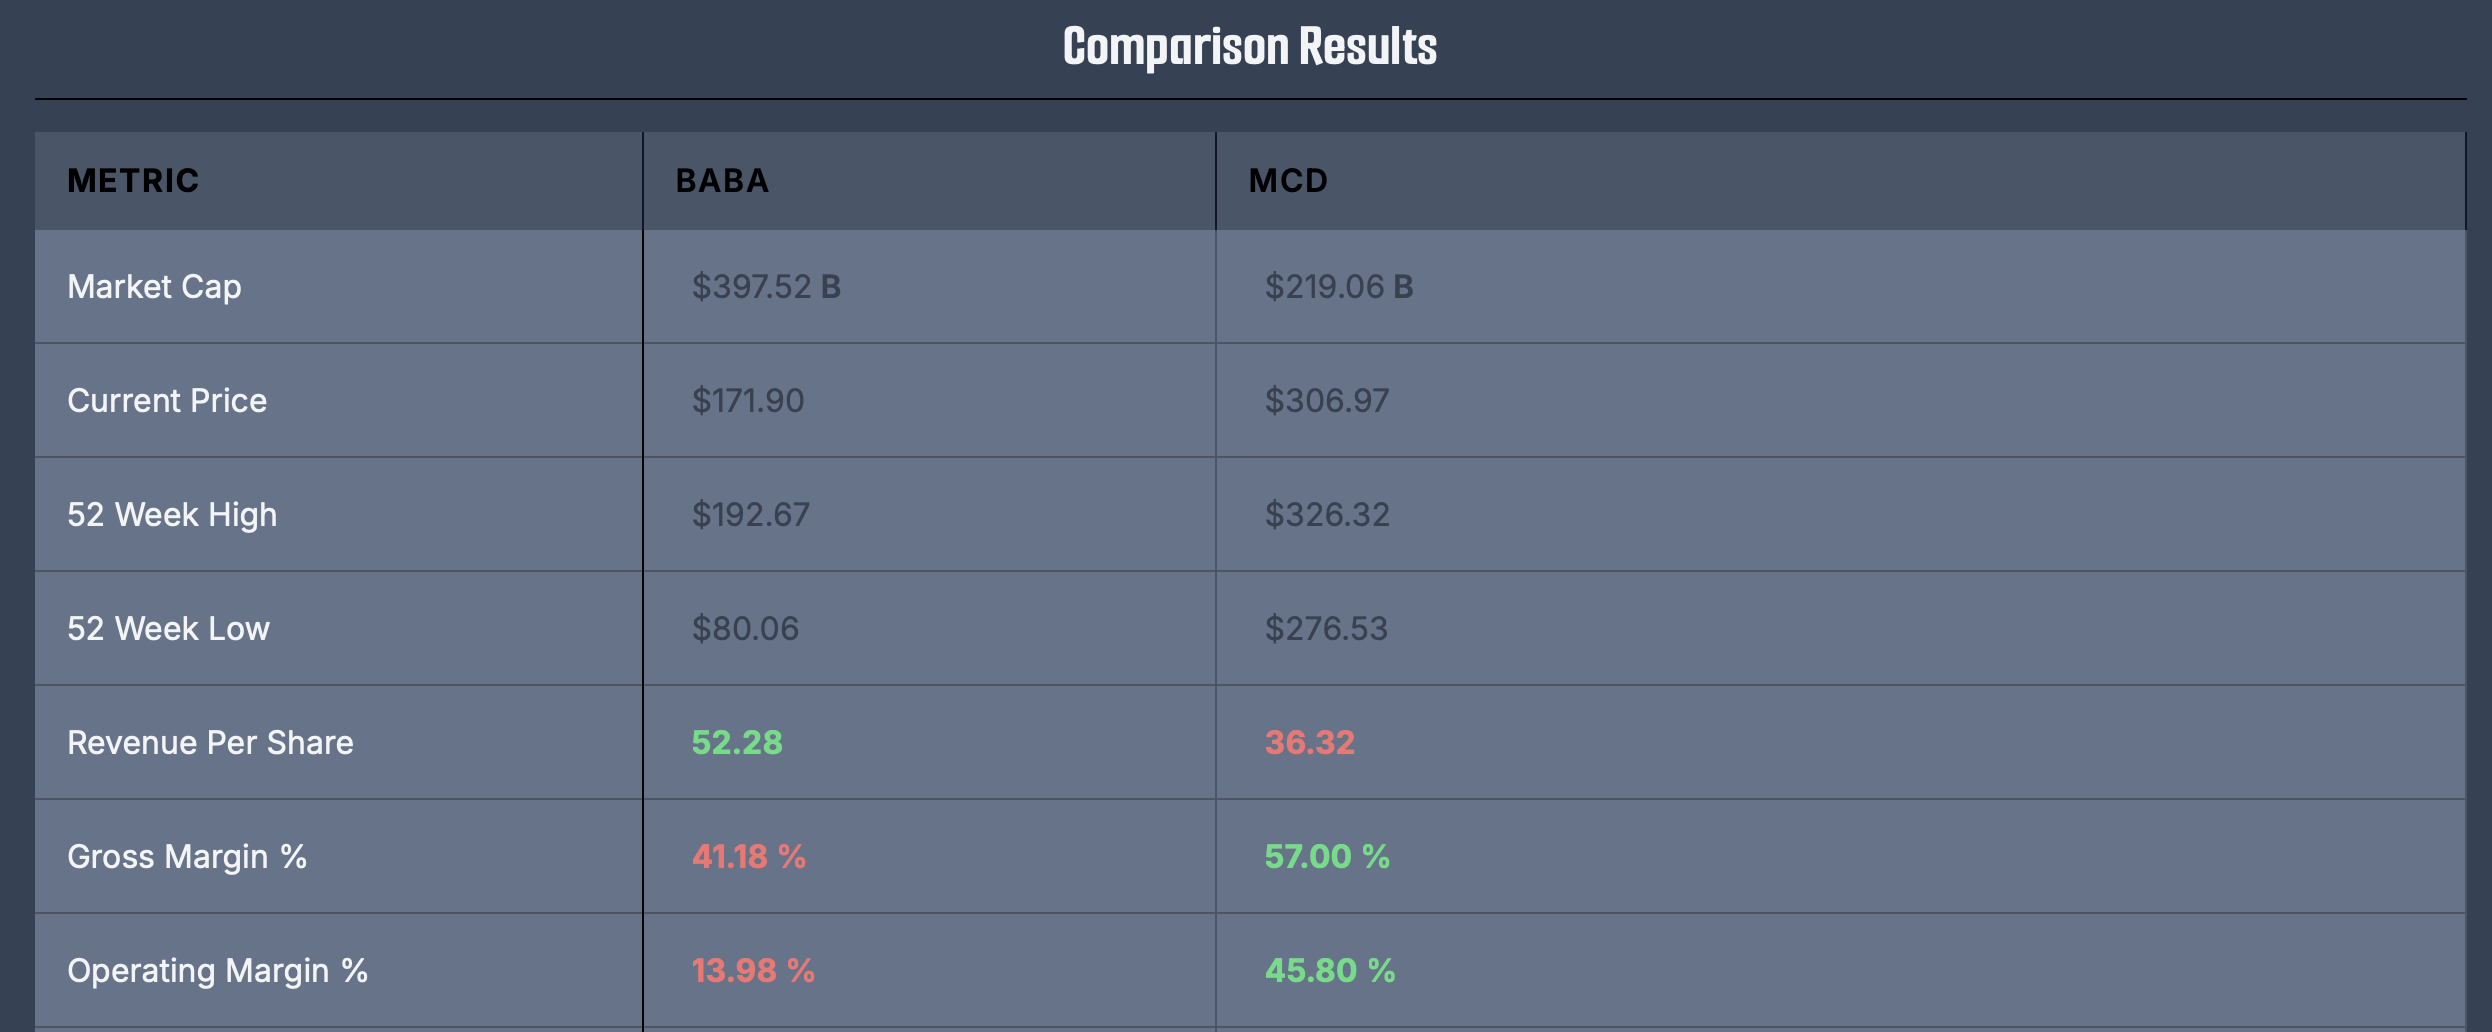 Comparison Results
METRIC BABA MCD
Market Cap $397.52 B $219.06 B
Current Price $171.90 $306.97
52 Week High $192.67 $326.32
52 Week Low $80.06 $276.53
Revenue Per Share 52.28 36.32
Gross Margin % 41.18 % 57.00 %
Operating Margin % 13.98 % 45.80 %